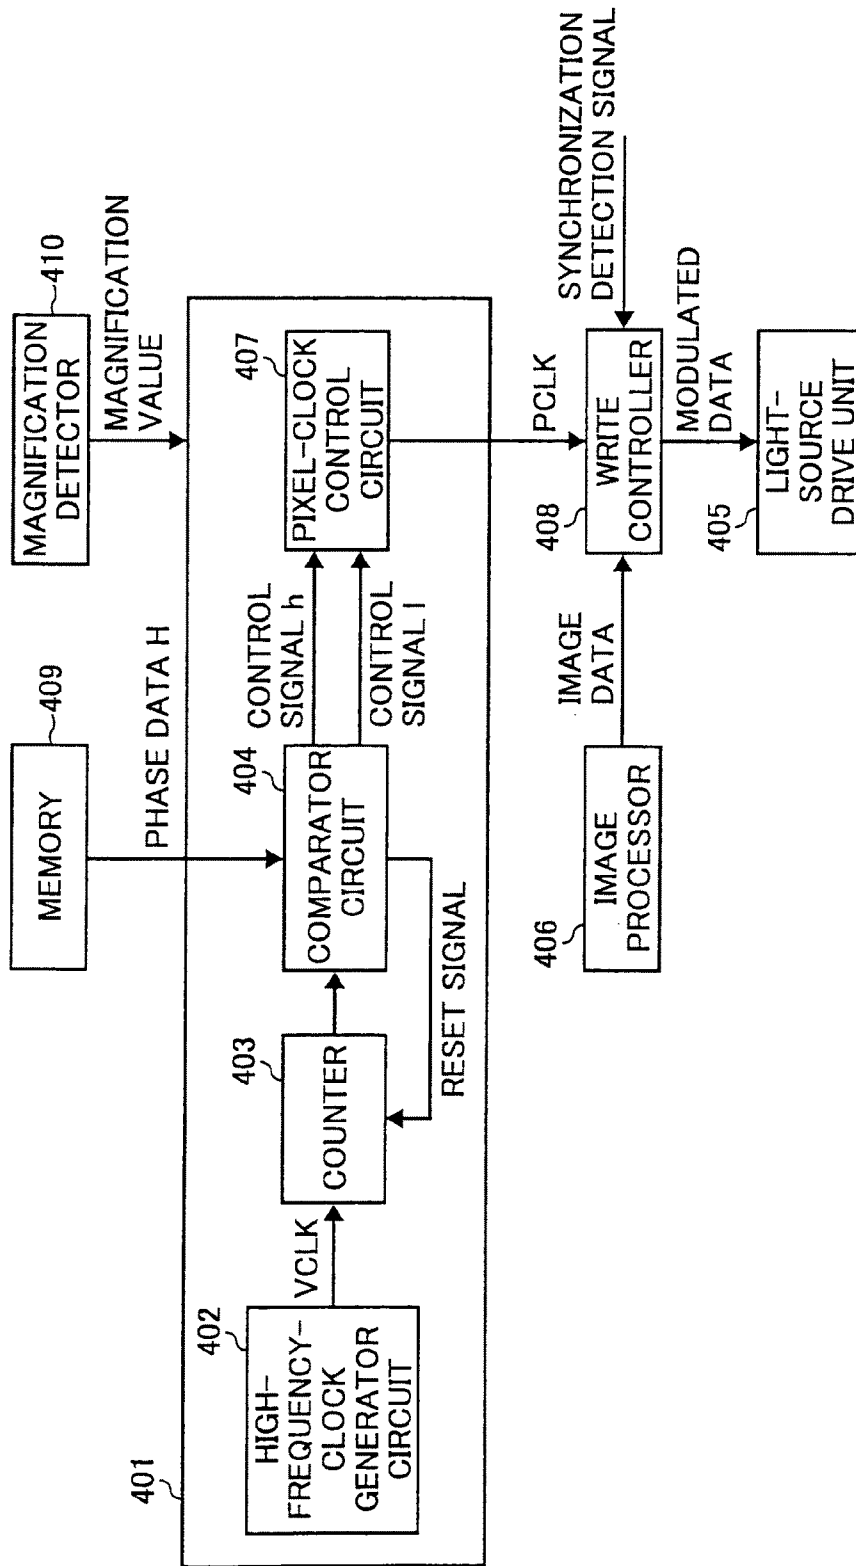 401
402
HIGH-
FREQUENCY-
CLOCK
GENERATOR
CIRCUIT
VCLK
403
COUNTER
RESET SIGNAL
MEMORY
409
PHASE DATA H
404
COMPARATOR
CIRCUIT
CONTROL
SIGNAL h
CONTROL
SIGNAL l
MAGNIFICATION
DETECTOR
410
MAGNIFICATION
VALUE
407
PIXEL-CLOCK
CONTROL
CIRCUIT
PCLK
406
IMAGE
PROCESSOR
IMAGE
DATA
408
WRITE
CONTROLLER
SYNCHRONIZATION
DETECTION SIGNAL
MODULATED
DATA
405
LIGHT-
SOURCE
DRIVE UNIT